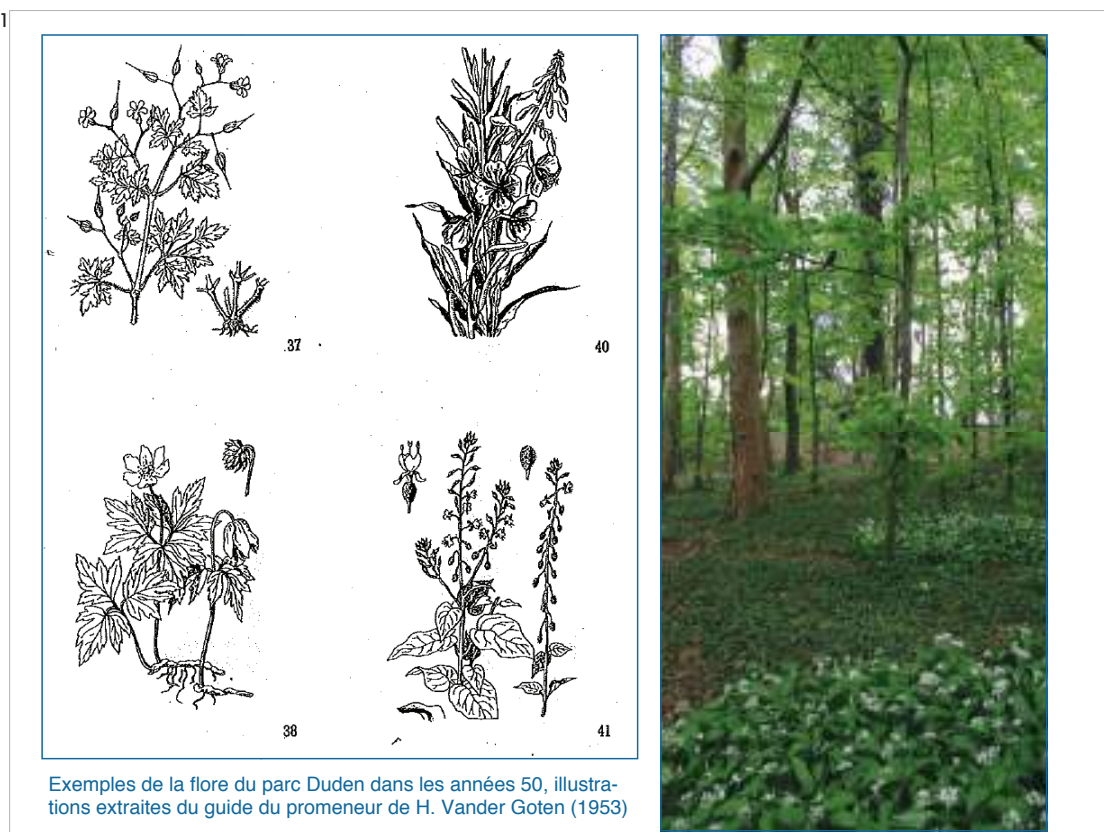 1
37
40
38
41
Exemples de la flore du parc Duden dans les années 50, illustra-
tions extraites du guide du promeneur de H. Vander Goten (1953)